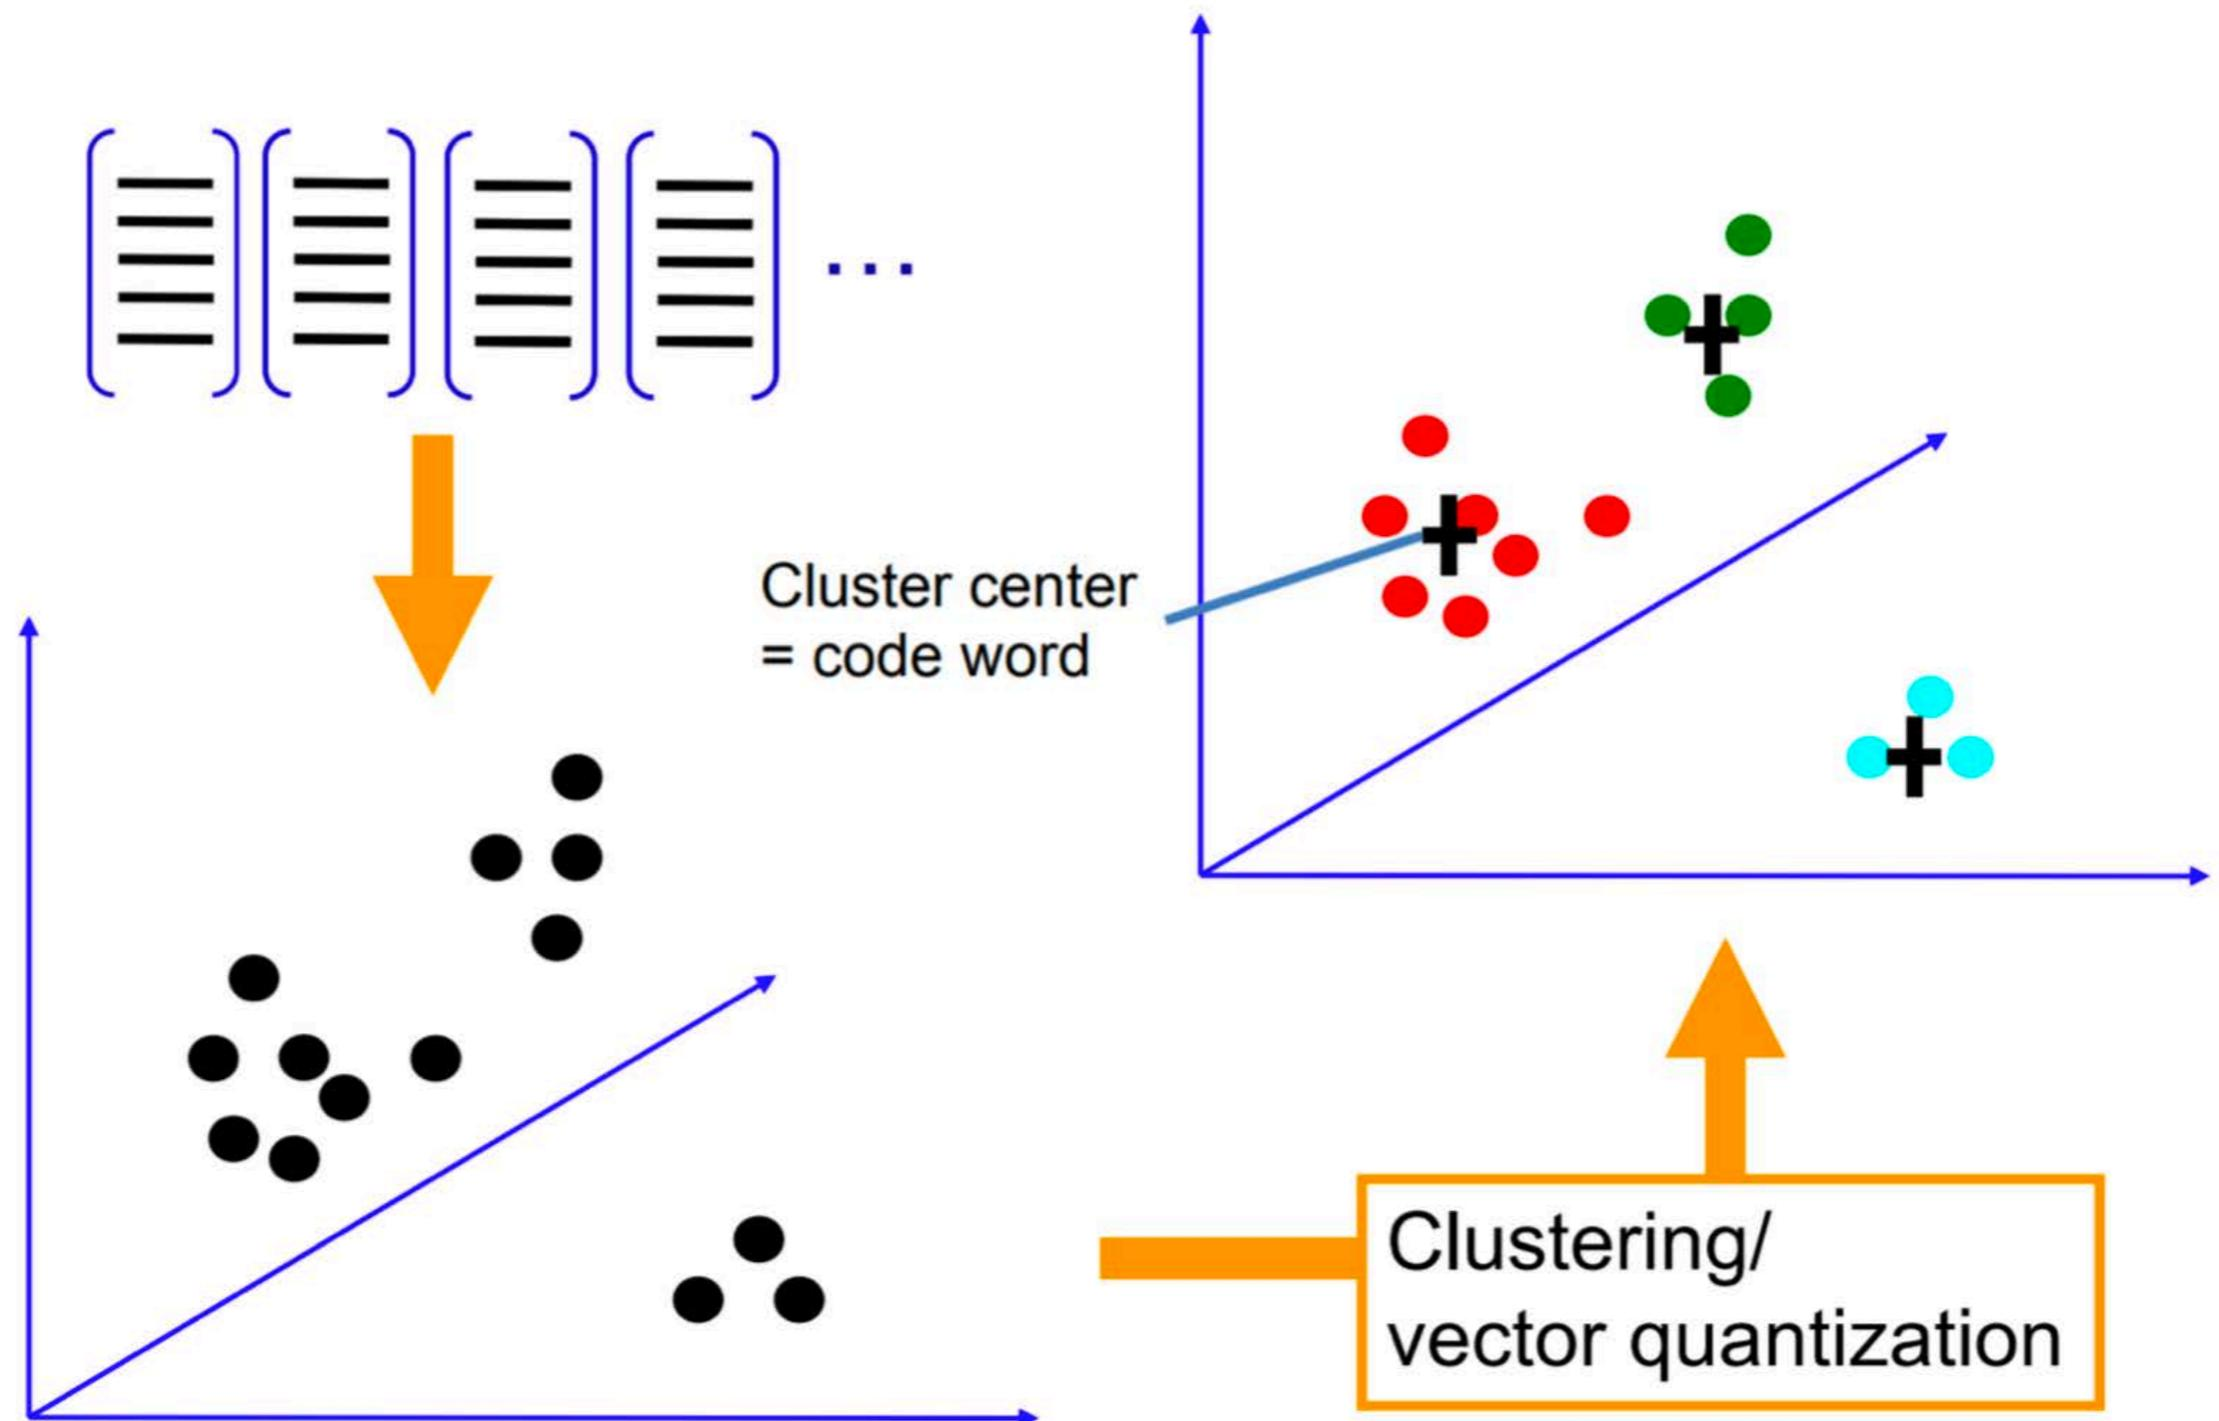 ...
Cluster center
= code word
Clustering/
vector quantization